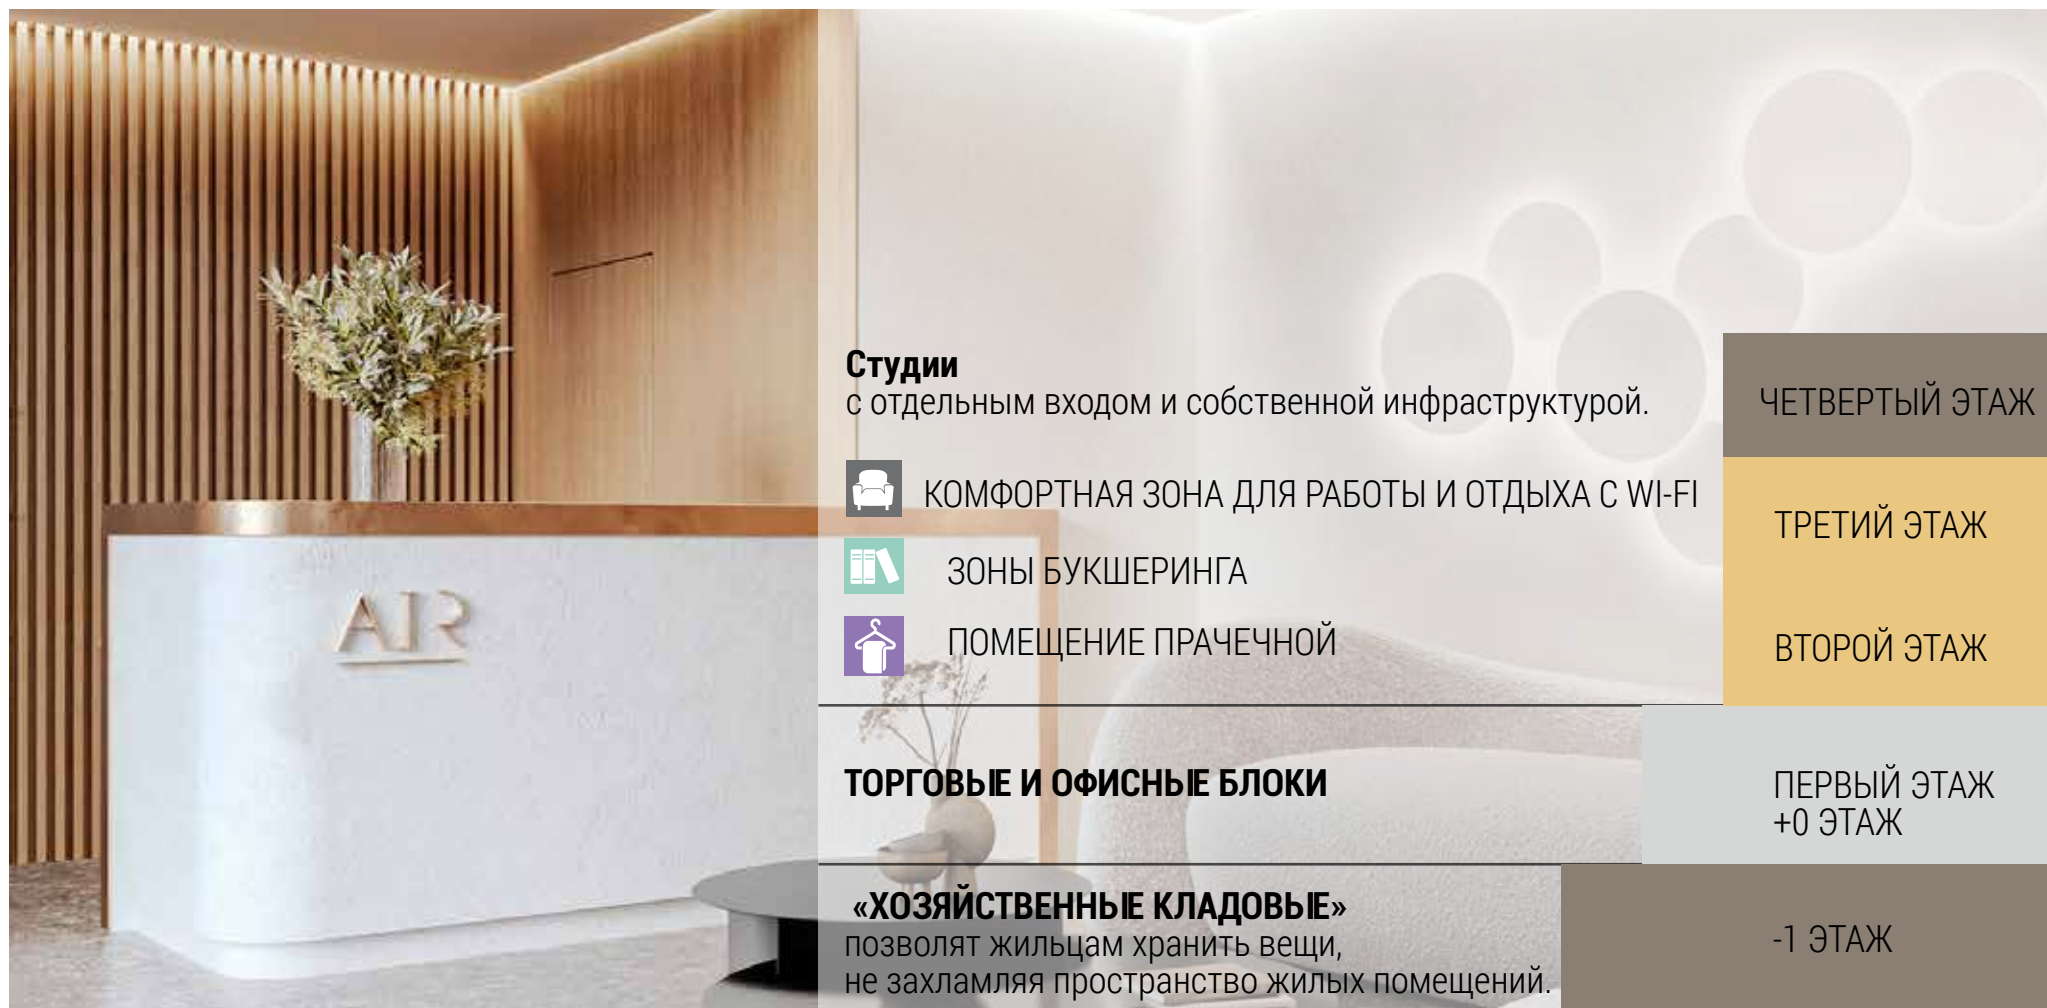 AIR
Студии
с отдельным входом и собственной инфраструктурой.
ЧЕТВЕРТЫЙ ЭТАЖ
КОМФОРТНАЯ ЗОНА ДЛЯ РАБОТЫ И ОТДЫХА С WI-FI
ТРЕТИЙ ЭТАЖ
ЗОНЫ БУКШЕРИНГА
ПОМЕЩЕНИЕ ПРАЧЕЧНОЙ
ВТОРОЙ ЭТАЖ
ТОРГОВЫЕ И ОФИСНЫЕ БЛОКИ
ПЕРВЫЙ ЭТАЖ
+0 ЭТАЖ
«ХОЗЯЙСТВЕННЫЕ КЛАДОВЫЕ»
позволят жильцам хранить вещи,
не захламляя пространство жилых помещений.
-1 ЭТАЖ